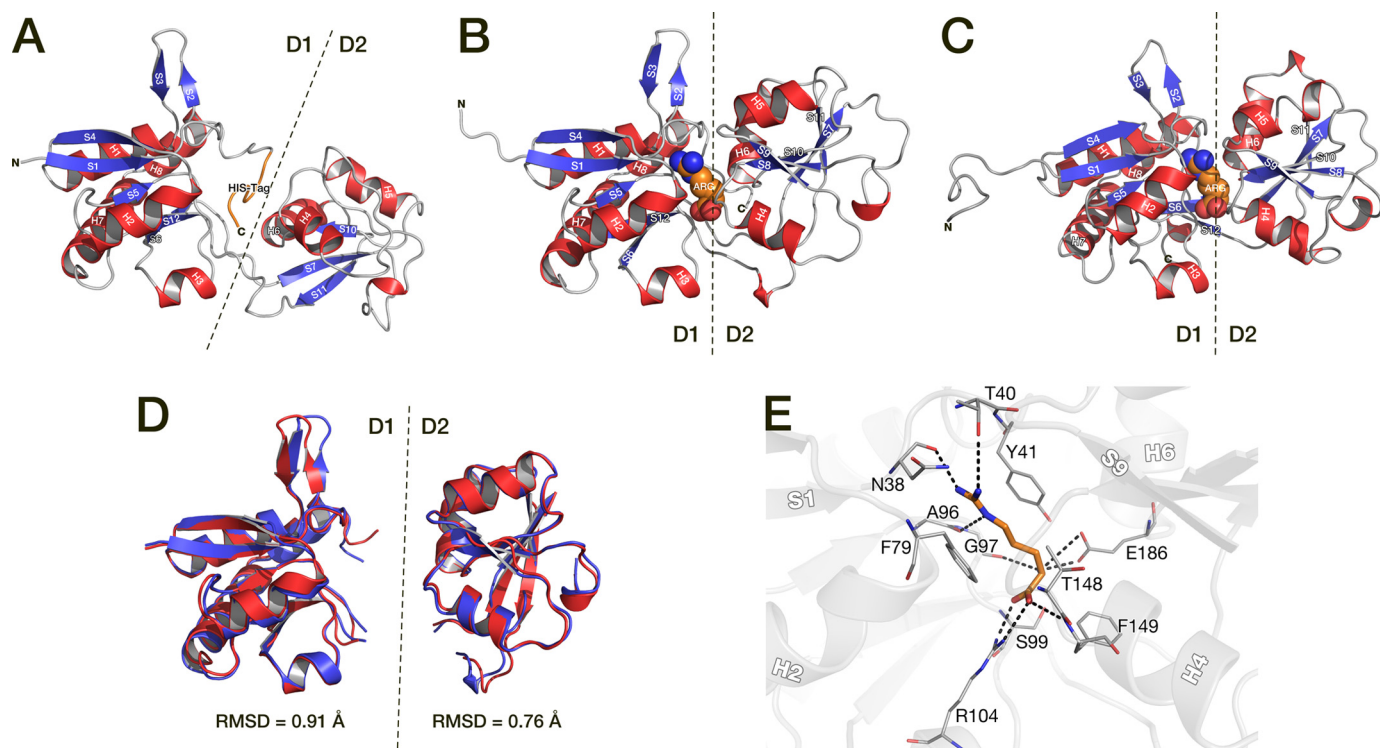 A
D1
D2
S3
S2
S4
S1
N
H1
H8
HIS-Tag
S5
H7
H2
S12
S6
C
H3
H5
H4
H6
S10
S7
S11
B
D1
D2
N
S3
S2
S4
S1
H1
H8
S5
H7
H2
S12
S6
H3
ARG
C
H5
S11
S7
H6
S9
S10
S8
H4
C
D1
D2
N
S3
S2
S4
S1
H1
H8
S5
H2
H7
S6
S12
C
H3
ARG
H5
S11
S7
H6
S9
S10
S8
H4
D
D1
D2
RMSD = 0.91 Å
RMSD = 0.76 Å
E
T40
Y41
N38
S9
H6
S1
A96
G97
F79
E186
T148
S99
F149
H2
H4
R104